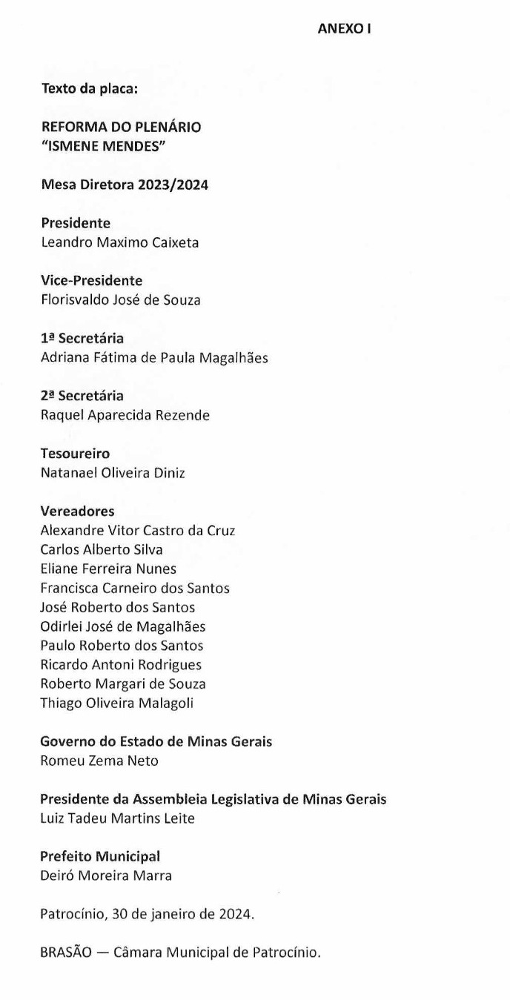 ANEXO I
Texto da placa:
REFORMA DO PLENÁRIO
“ISMENE MENDES”
Mesa Diretora 2023/2024
Presidente
Leandro Maximo Caixeta
Vice-Presidente
Florisvaldo José de Souza
1ª Secretária
Adriana Fátima de Paula Magalhães
2ª Secretária
Raquel Aparecida Rezende
Tesoureiro
Natanael Oliveira Diniz
Vereadores
Alexandre Vitor Castro da Cruz
Carlos Alberto Silva
Eliane Ferreira Nunes
Francisca Carneiro dos Santos
José Roberto dos Santos
Odirlei José de Magalhães
Paulo Roberto dos Santos
Ricardo Antoni Rodrigues
Roberto Margari de Souza
Thiago Oliveira Malagoli
Governo do Estado de Minas Gerais
Romeu Zema Neto
Presidente da Assembleia Legislativa de Minas Gerais
Luiz Tadeu Martins Leite
Prefeito Municipal
Deiró Moreira Marra
Patrocínio, 30 de janeiro de 2024.
BRASÃO — Câmara Municipal de Patrocínio.